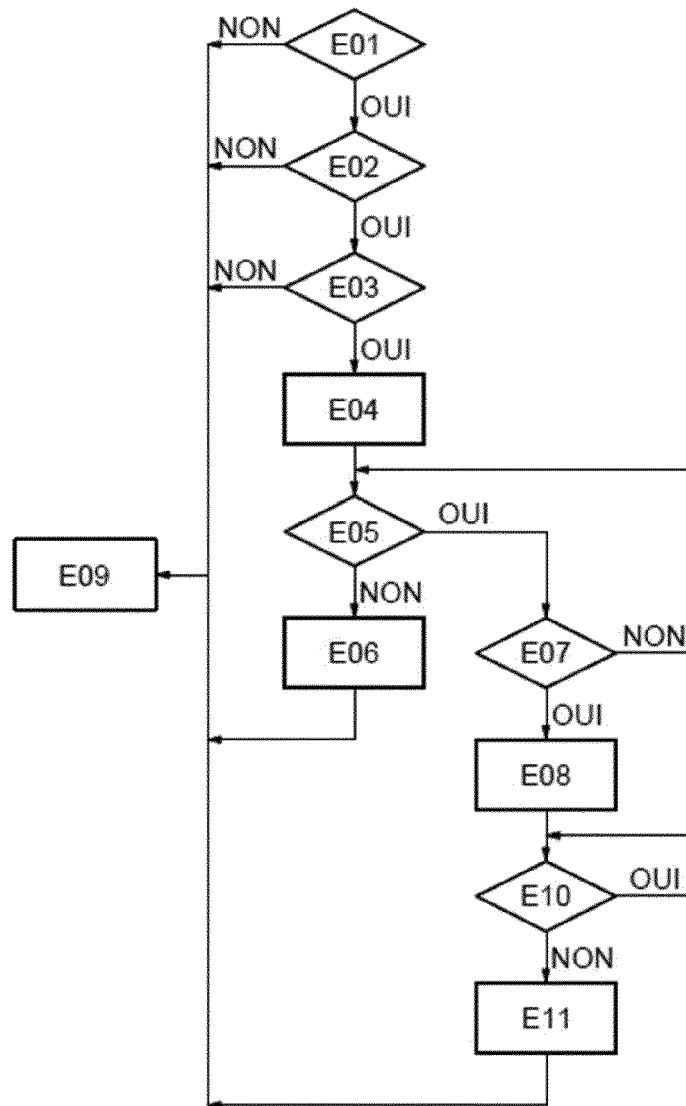 NON
E01
OUI
NON
E02
OUI
NON
E03
OUI
E04
E05
OUI
E09
NON
E06
E07
NON
OUI
E08
E10
OUI
NON
E11